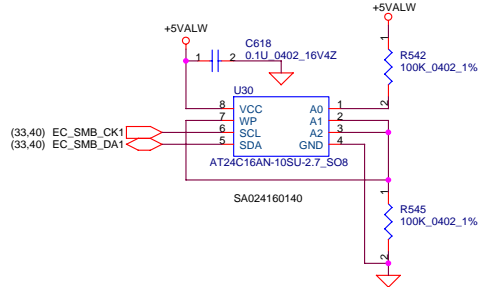 +5VALW
+5VALW
C618
1 2
0.1U_0402_16V4Z
1
R542
100K_0402_1%
2
U30
8 VCC A0 1
7 WP A1 2
(33,40) EC_SMB_CK1 6 SCL A2 3
(33,40) EC_SMB_DA1 5 SDA GND 4
AT24C16AN-10SU-2.7_SO8
SA024160140
1
R545
100K_0402_1%
2